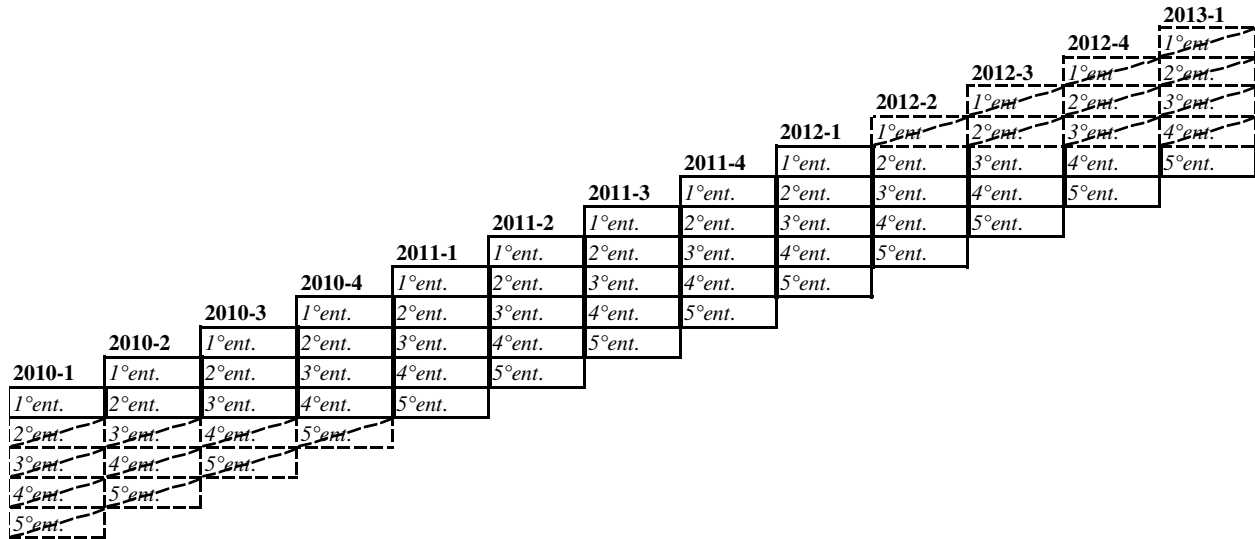 2013-1
2012-4 1°ent
2012-3 1°ent 2°ent.
2012-2 1°ent 2°ent. 3°ent.
2012-1 1°ent 2°ent. 3°ent. 4°ent.
2011-4 1°ent. 2°ent. 3°ent. 4°ent. 5°ent.
2011-3 1°ent. 2°ent. 3°ent. 4°ent. 5°ent.
2011-2 1°ent. 2°ent. 3°ent. 4°ent. 5°ent.
2011-1 1°ent. 2°ent. 3°ent. 4°ent. 5°ent.
2010-4 1°ent. 2°ent. 3°ent. 4°ent. 5°ent.
2010-3 1°ent. 2°ent. 3°ent. 4°ent. 5°ent.
2010-2 1°ent. 2°ent. 3°ent. 4°ent. 5°ent.
2010-1 1°ent. 2°ent. 3°ent. 4°ent. 5°ent.
1°ent. 2°ent. 3°ent. 4°ent. 5°ent.
2°ent. 3°ent. 4°ent. 5°ent.
3°ent. 4°ent. 5°ent.
4°ent. 5°ent.
5°ent.